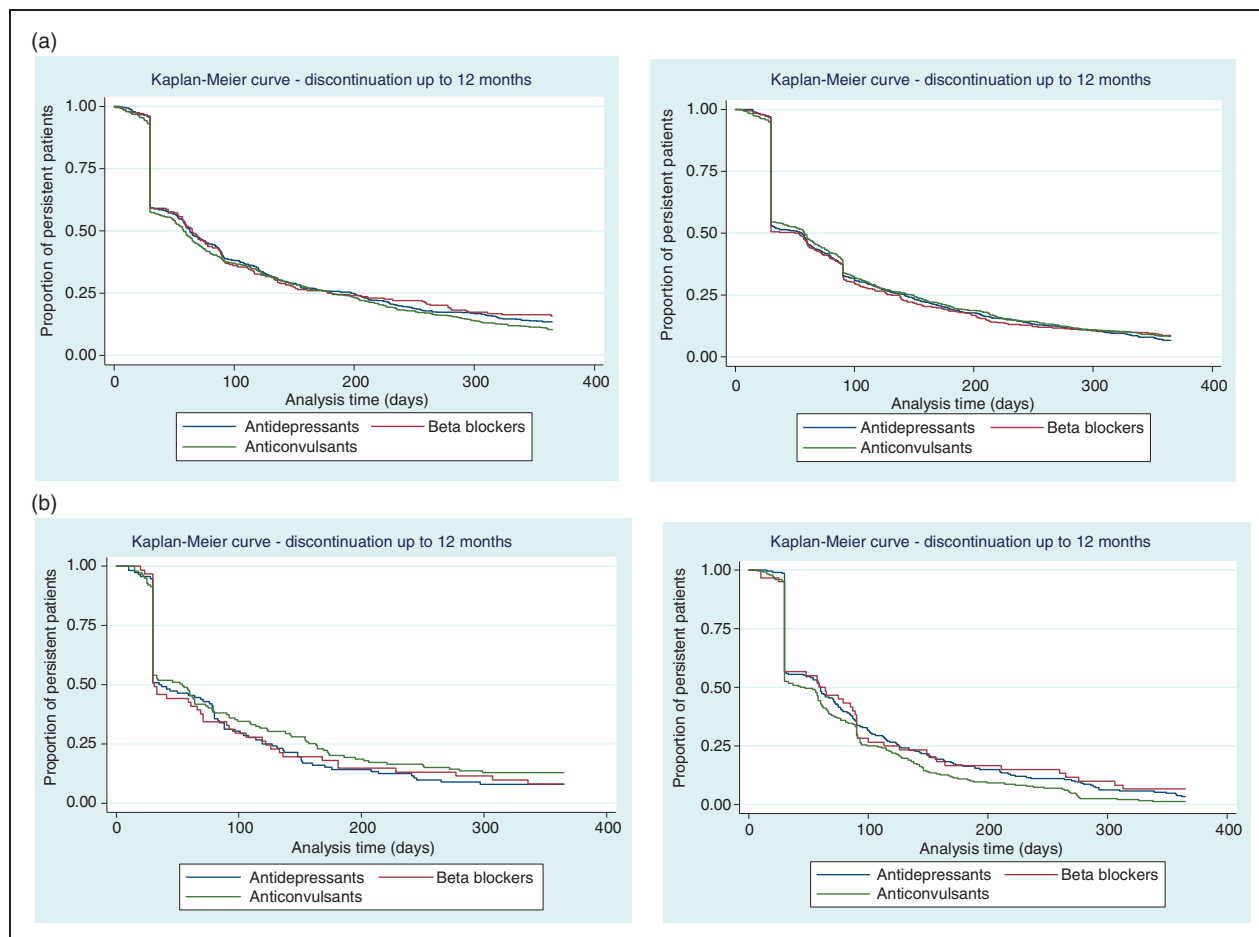 (a)
Kaplan-Meier curve - discontinuation up to 12 months
Proportion of persistent patients
1.00
0.75
0.50
0.25
0.00
0 100 200 300 400
Analysis time (days)
Antidepressants Beta blockers
Anticonvulsants
Kaplan-Meier curve - discontinuation up to 12 months
Proportion of persistent patients
1.00
0.75
0.50
0.25
0.00
0 100 200 300 400
Analysis time (days)
Antidepressants Beta blockers
Anticonvulsants
(b)
Kaplan-Meier curve - discontinuation up to 12 months
Proportion of persistent patients
1.00
0.75
0.50
0.25
0.00
0 100 200 300 400
Analysis time (days)
Antidepressants Beta blockers
Anticonvulsants
Kaplan-Meier curve - discontinuation up to 12 months
Proportion of persistent patients
1.00
0.75
0.50
0.25
0.00
0 100 200 300 400
Analysis time (days)
Antidepressants Beta blockers
Anticonvulsants